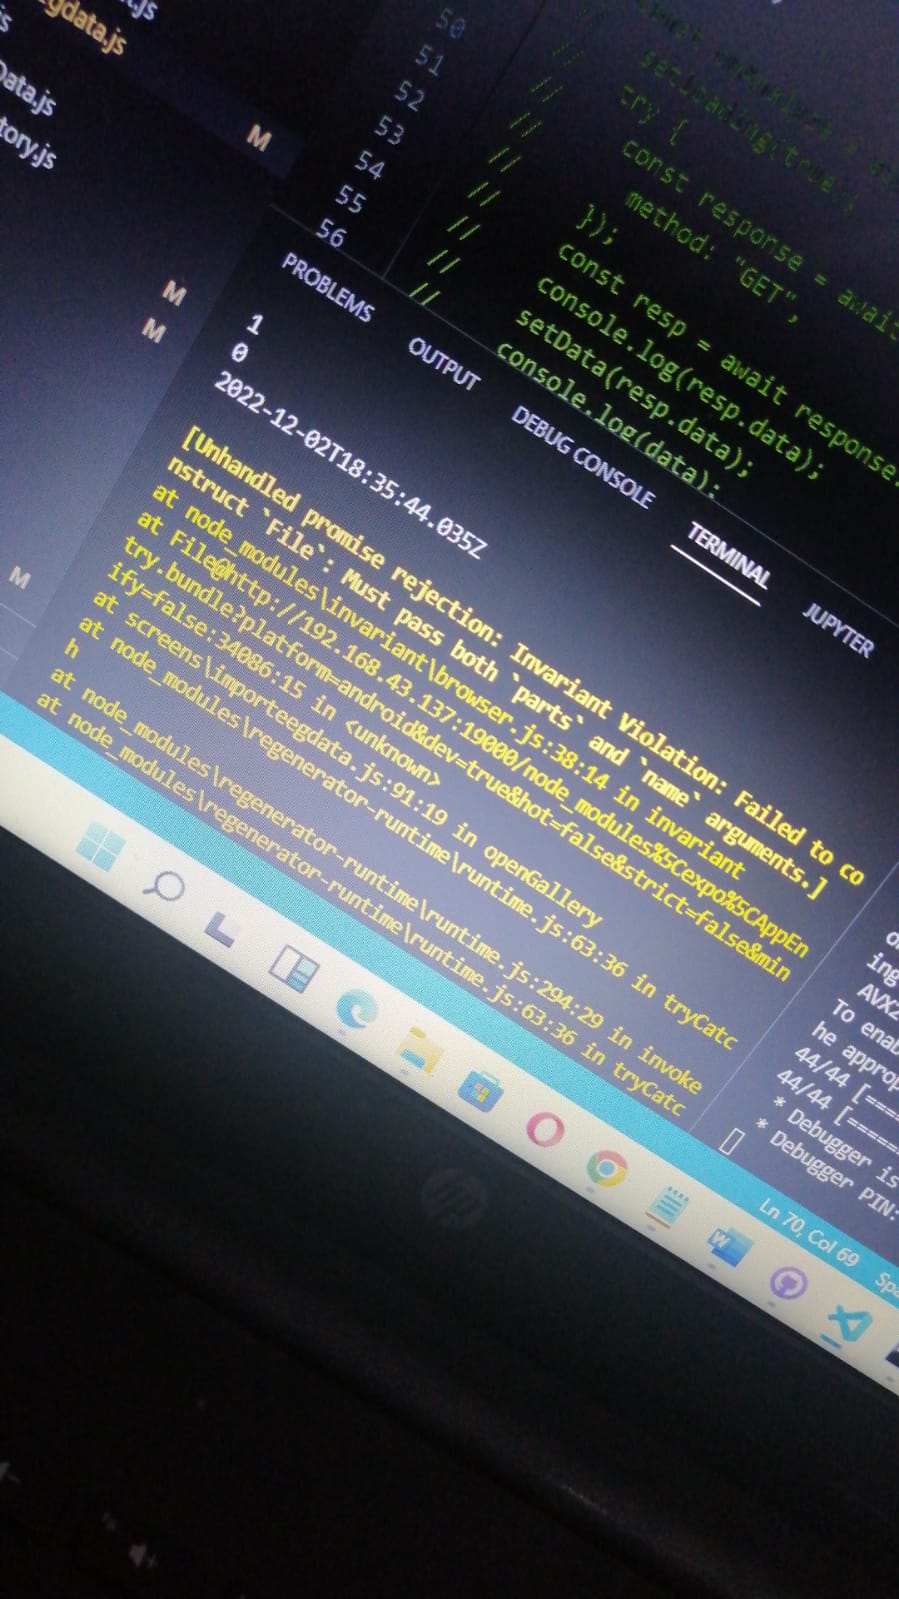 gdata.js
Data.js
tory.js
M
M
M
M
50
51
52
53
54
55
56
//
//
//
//
//
//
//
//
//
setLoading(true);
try {
const response = await
method: "GET",
});
const resp = await response.
console.log(resp.data);
setData(resp.data);
console.log(data);
PROBLEMS
OUTPUT
DEBUG CONSOLE
TERMINAL
JUPYTER
1
0
2022-12-02T18:35:44.035Z
[Unhandled promise rejection: Invariant Violation: Failed to co
nstruct `File`: Must pass both `parts` and `name` arguments.]
at node_modules\invariant\browser.js:38:14 in invariant
at File@http://192.168.43.137:19000/node_modules%5Cexpo%5CAppEn
try.bundle?platform=android&dev=true&hot=false&strict=false&min
ify=false:34086:15 in <unknown>
at screens\importeegdata.js:91:19 in openGallery
at node_modules\regenerator-runtime\runtime.js:63:36 in tryCatc
h
at node_modules\regenerator-runtime\runtime.js:294:29 in invoke
at node_modules\regenerator-runtime\runtime.js:63:36 in tryCatc
ing
AVX2
To enab
he approp
44/44 [====
44/44 [=====
* Debugger is
* Debugger PIN:
Ln 70, Col 69
Spa
hp